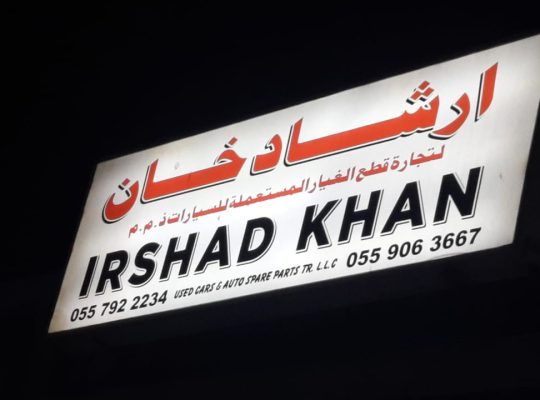 ارشاد خان
لتجارة قطع الغيار المستعملة للسيارات ذ.م.م
IRSHAD KHAN
055 792 2234 USED CARS & AUTO SPARE PARTS TR. L.L.C 055 906 3667